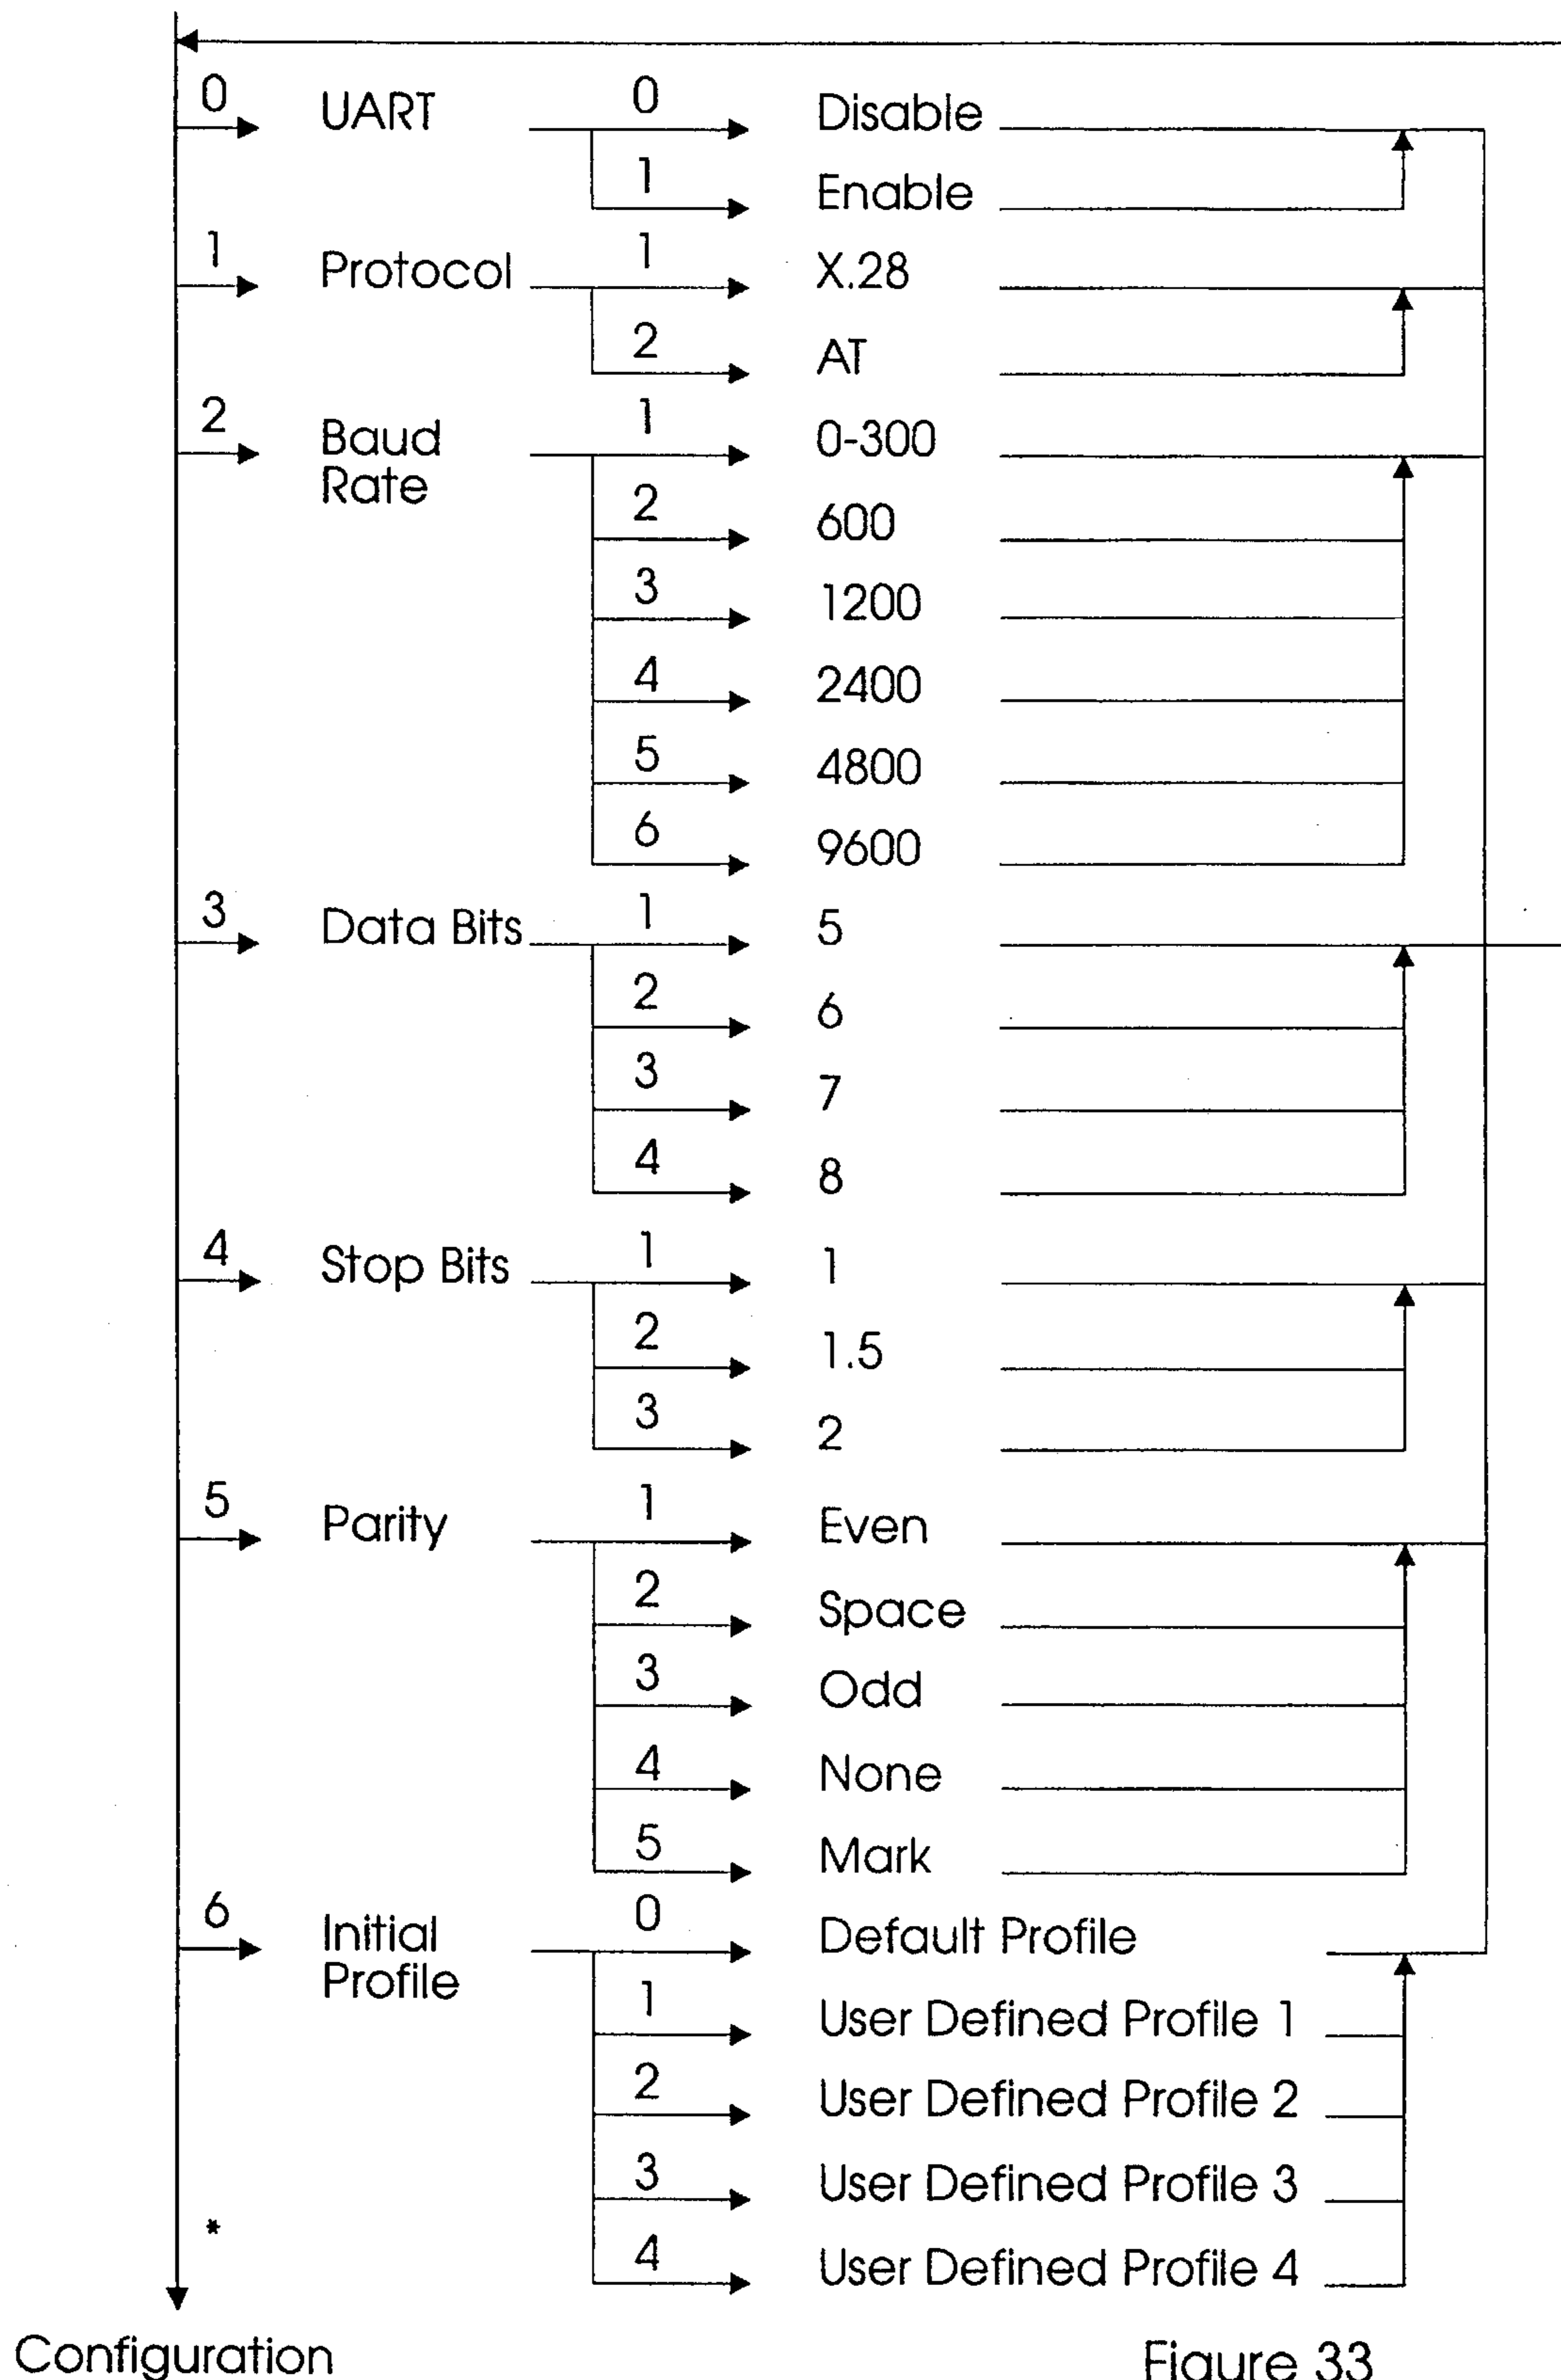 0 UART 0 Disable
1 Enable
1 Protocol 1 X.28
2 AT
2 Baud Rate 1 0-300
2 600
3 1200
4 2400
5 4800
6 9600
3 Data Bits 1 5
2 6
3 7
4 8
4 Stop Bits 1 1
2 1.5
3 2
5 Parity 1 Even
2 Space
3 Odd
4 None
5 Mark
6 Initial Profile 0 Default Profile
1 User Defined Profile 1
2 User Defined Profile 2
3 User Defined Profile 3
* 
4 User Defined Profile 4
Configuration
Figure 33